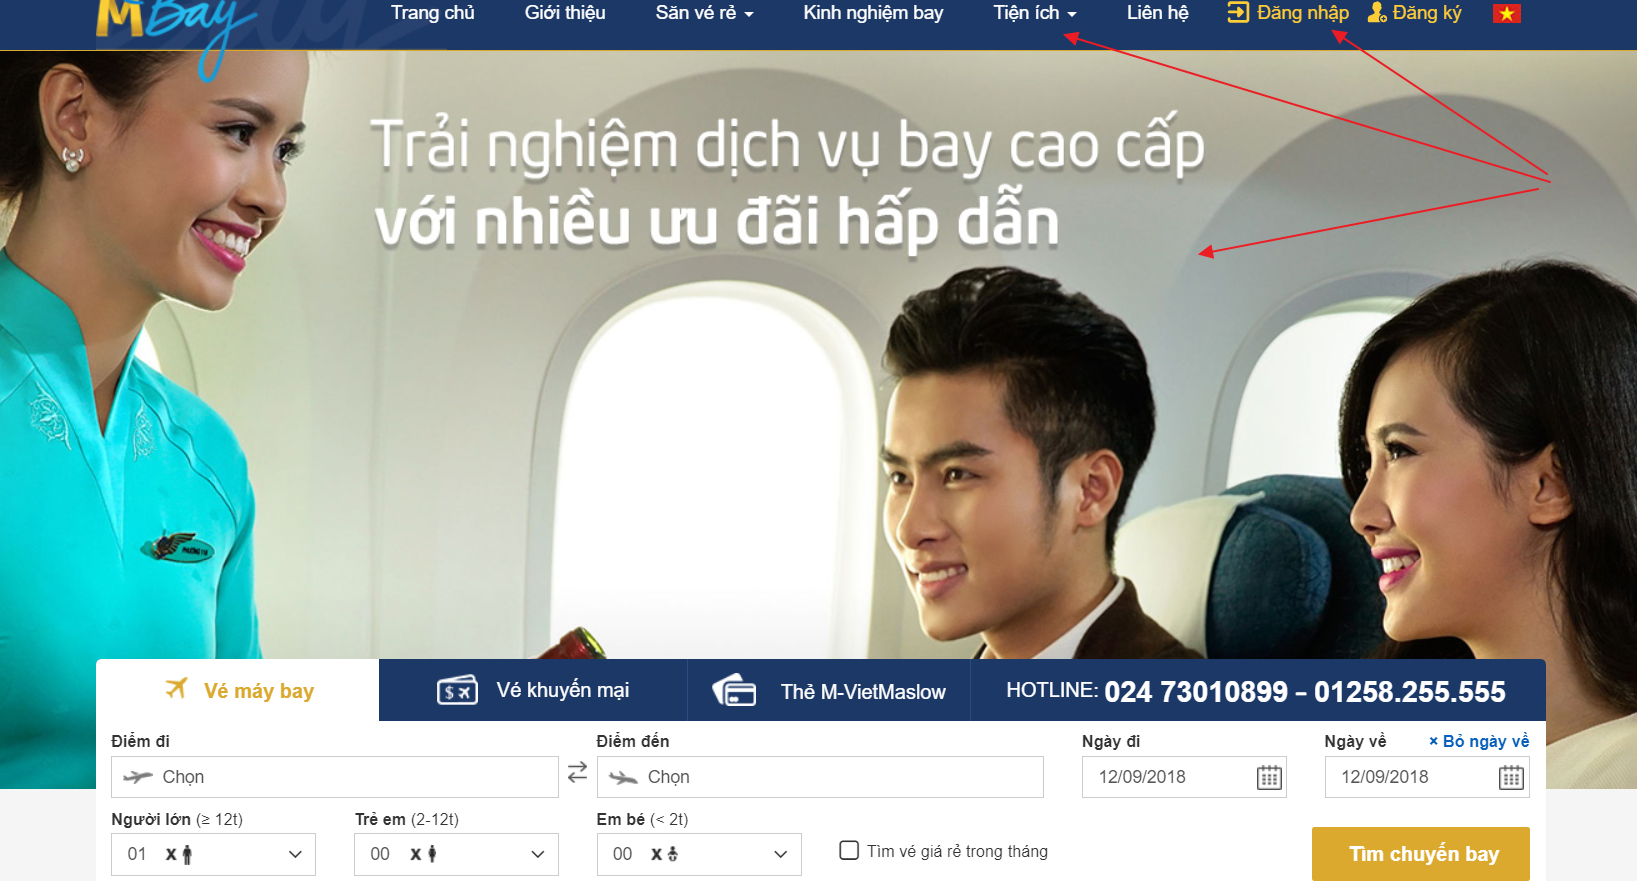 MBay
Trang chủ Giới thiệu Săn vé rẻ Kinh nghiệm bay Tiện ích Liên hệ Đăng nhập Đăng ký
Trải nghiệm dịch vụ bay cao cấp
với nhiều ưu đãi hấp dẫn
Vé máy bay Vé khuyến mại Thẻ M-VietMaslow HOTLINE: 024 73010899 - 01258.255.555
Điểm đi Điểm đến Ngày đi Ngày về × Bỏ ngày về
Chọn Chọn 12/09/2018 12/09/2018
Người lớn (≥ 12t) Trẻ em (2-12t) Em bé (< 2t)
01 x 00 x 00 x Tìm vé giá rẻ trong tháng Tìm chuyến bay